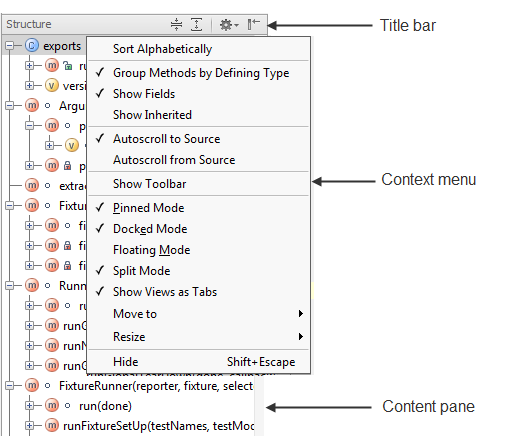 Structure
Title bar
exports
Sort Alphabetically
ru
Group Methods by Defining Type
versi
Show Fields
Argu
Show Inherited
p
Autoscroll to Source
Autoscroll from Source
p
Context menu
extrac
Show Toolbar
Fixtur
Pinned Mode
fi
Docked Mode
fi
Floating Mode
fi
Split Mode
Runn
Show Views as Tabs
ru
Move to
runG
runN
Resize
runG
Hide Shift+Escape
FixtureRunner(reporter, fixture, select
run(done)
Content pane
runFixtureSetUp(testNames, testMoc